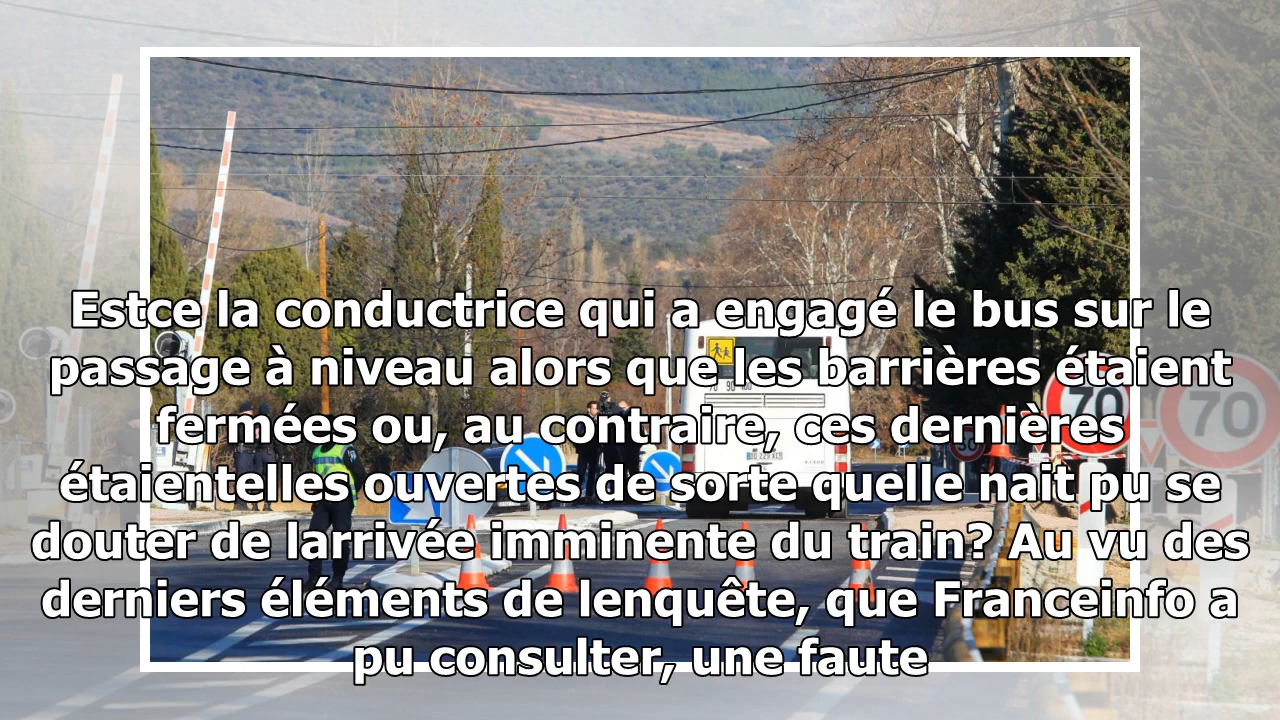 Estce la conductrice qui a engagé le bus sur le
passage à niveau alors que les barrières étaient
fermées ou, au contraire, ces dernières
étaientelles ouvertes de sorte quelle nait pu se
douter de larrivée imminente du train? Au vu des
derniers éléments de lenquête, que Franceinfo a
pu consulter, une faute
70
70